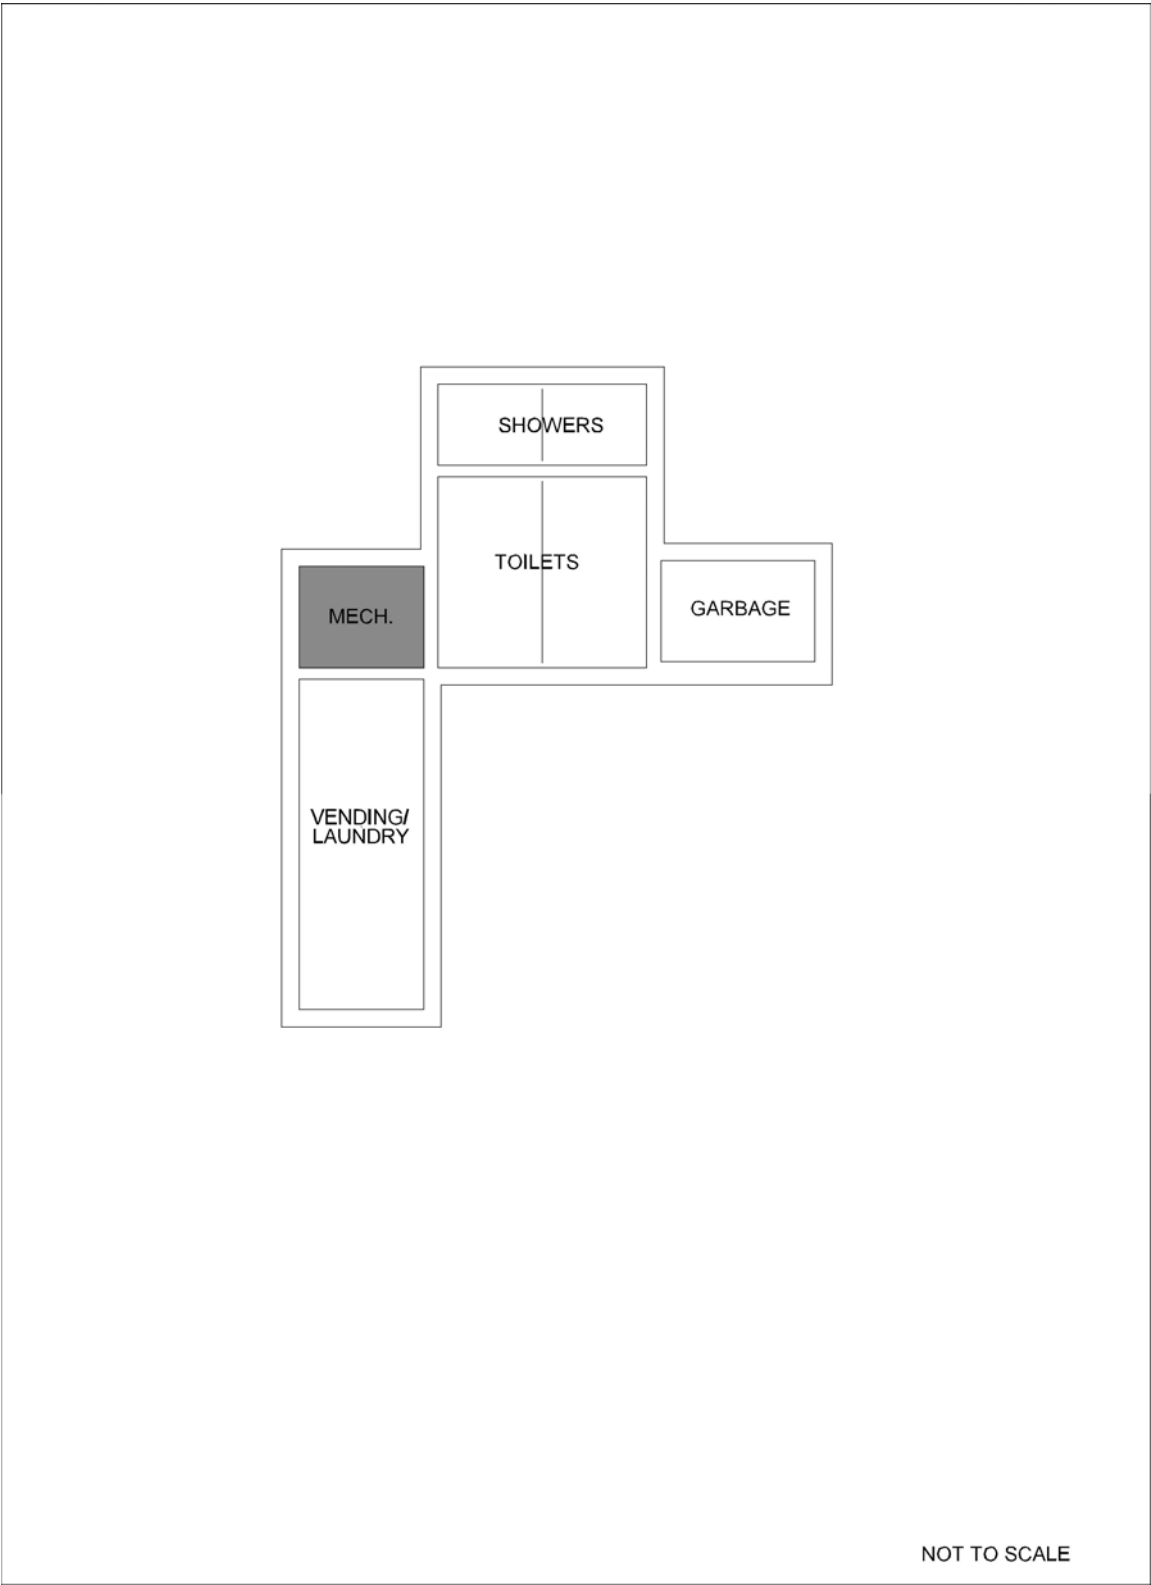 SHOWERS
TOILETS
MECH.
GARBAGE
VENDING/
LAUNDRY
NOT TO SCALE